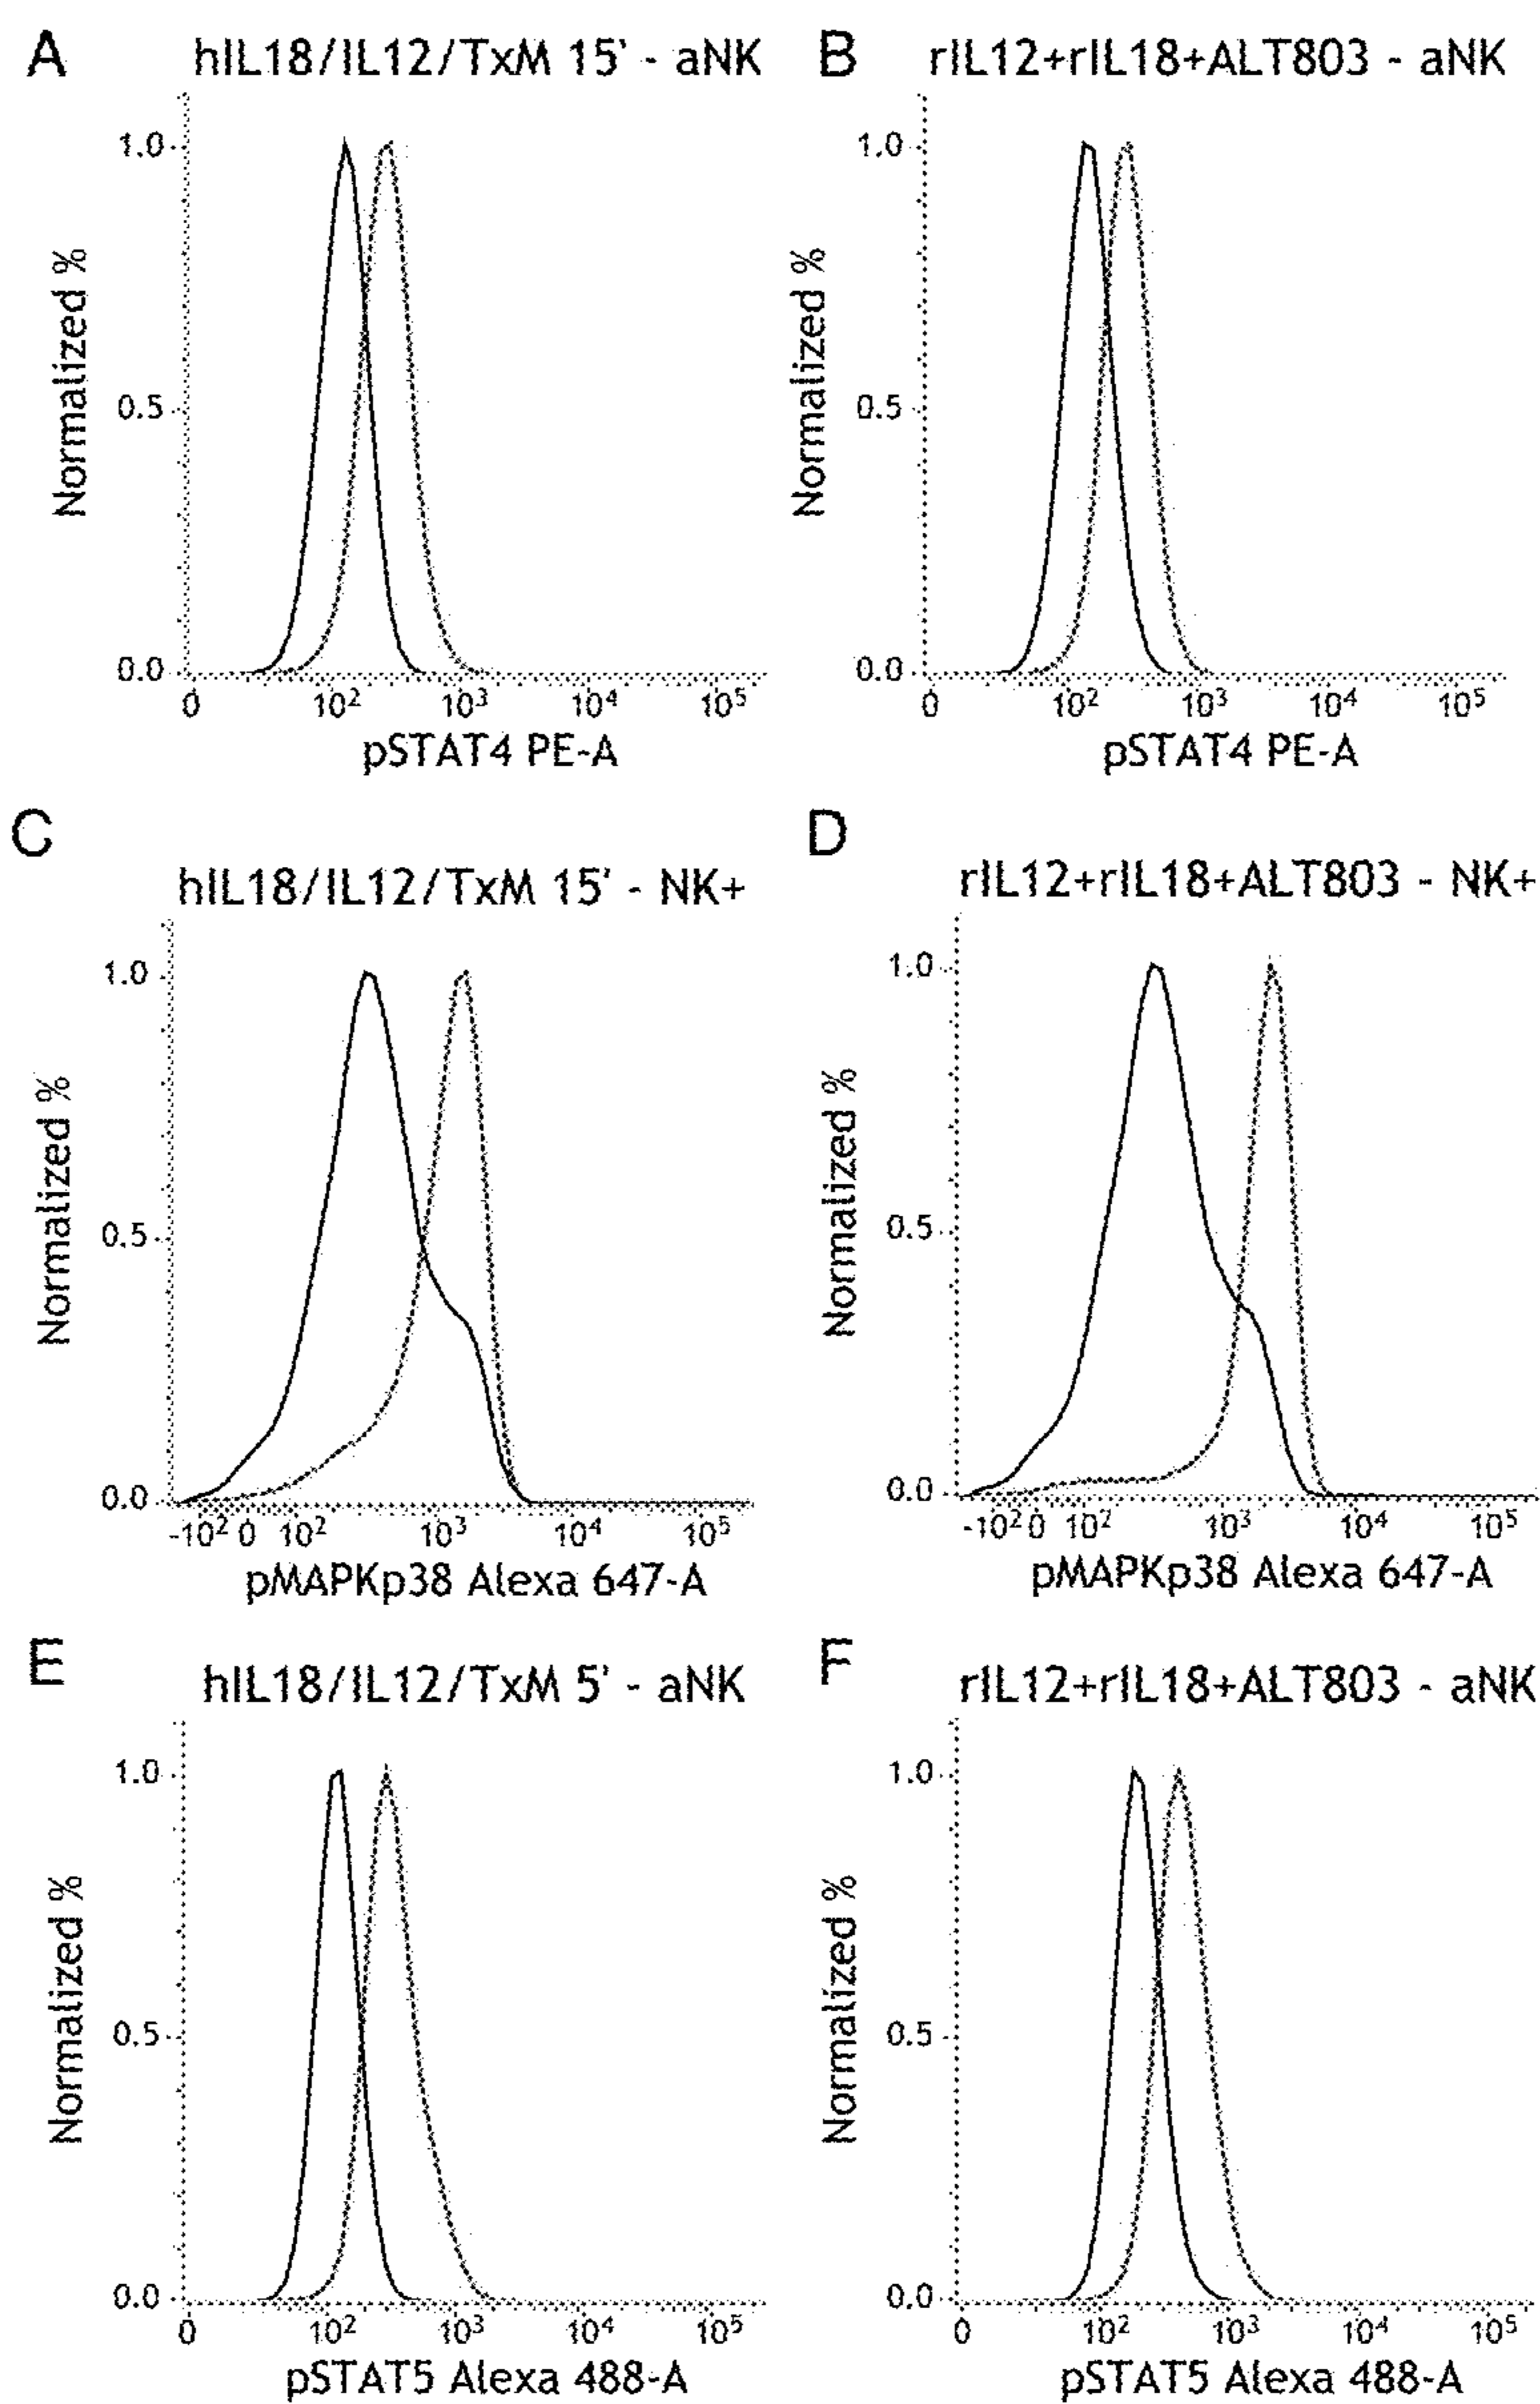 A hIL18/IL12/TxM 15' - aNK
1.0
0.5
0.0
Normalized %
0 10² 10³ 10⁴ 10⁵
pSTAT4 PE-A
B rIL12+rIL18+ALT803 - aNK
1.0
0.5
0.0
Normalized %
0 10² 10³ 10⁴ 10⁵
pSTAT4 PE-A
C
hIL18/IL12/TxM 15' - NK+
1.0
0.5
0.0
Normalized %
-10² 0 10² 10³ 10⁴ 10⁵
pMAPKp38 Alexa 647-A
D
rIL12+rIL18+ALT803 - NK+
1.0
0.5
0.0
Normalized %
-10² 0 10² 10³ 10⁴ 10⁵
pMAPKp38 Alexa 647-A
E hIL18/IL12/TxM 5' - aNK
1.0
0.5
0.0
Normalized %
0 10² 10³ 10⁴ 10⁵
pSTAT5 Alexa 488-A
F rIL12+rIL18+ALT803 - aNK
1.0
0.5
0.0
Normalized %
0 10² 10³ 10⁴ 10⁵
pSTAT5 Alexa 488-A